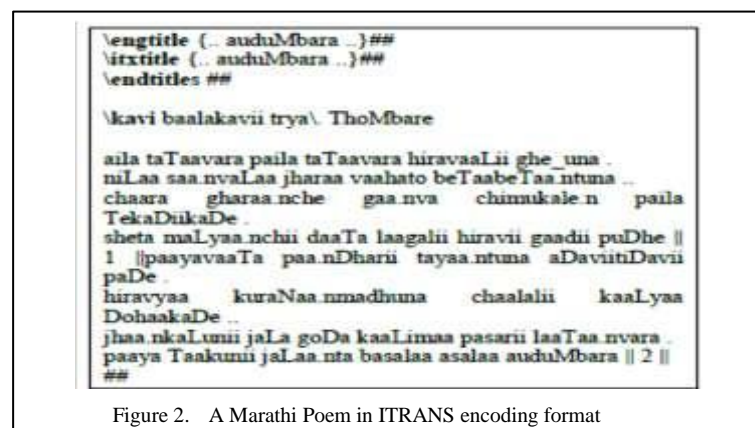 \engtitle {.. auduMbara ..}##
\itxtitle {.. auduMbara ..}##
\endtitles ##
\kavi baalakavii trya\. ThoMbare
aila taTaavara paila taTaavara hiravaaLii ghe_una .
niLaa saa.nvaLaa jharaa vaahato beTaabeTaa.ntuna ..
chaara gharaa.nche gaa.nva chimukale.n paila
TekaDiikaDe .
sheta maLyaa.nchii daaTa laagalii hiravii gaadii puDhe ||
1 ||paayavaaTa paa.nDharii tayaa.ntuna aDaviitiDavii
paDe .
hiravyaa kuraNaa.nmadhuna chaalalii kaaLyaa
DohaakaDe ..
jhaa.nkaLunii jaLa goDa kaaLimaa pasarii laaTaa.nvara .
paaya Taakunii jaLaa.nta basalaa asalaa auduMbara || 2 ||
##
Figure 2. A Marathi Poem in ITRANS encoding format